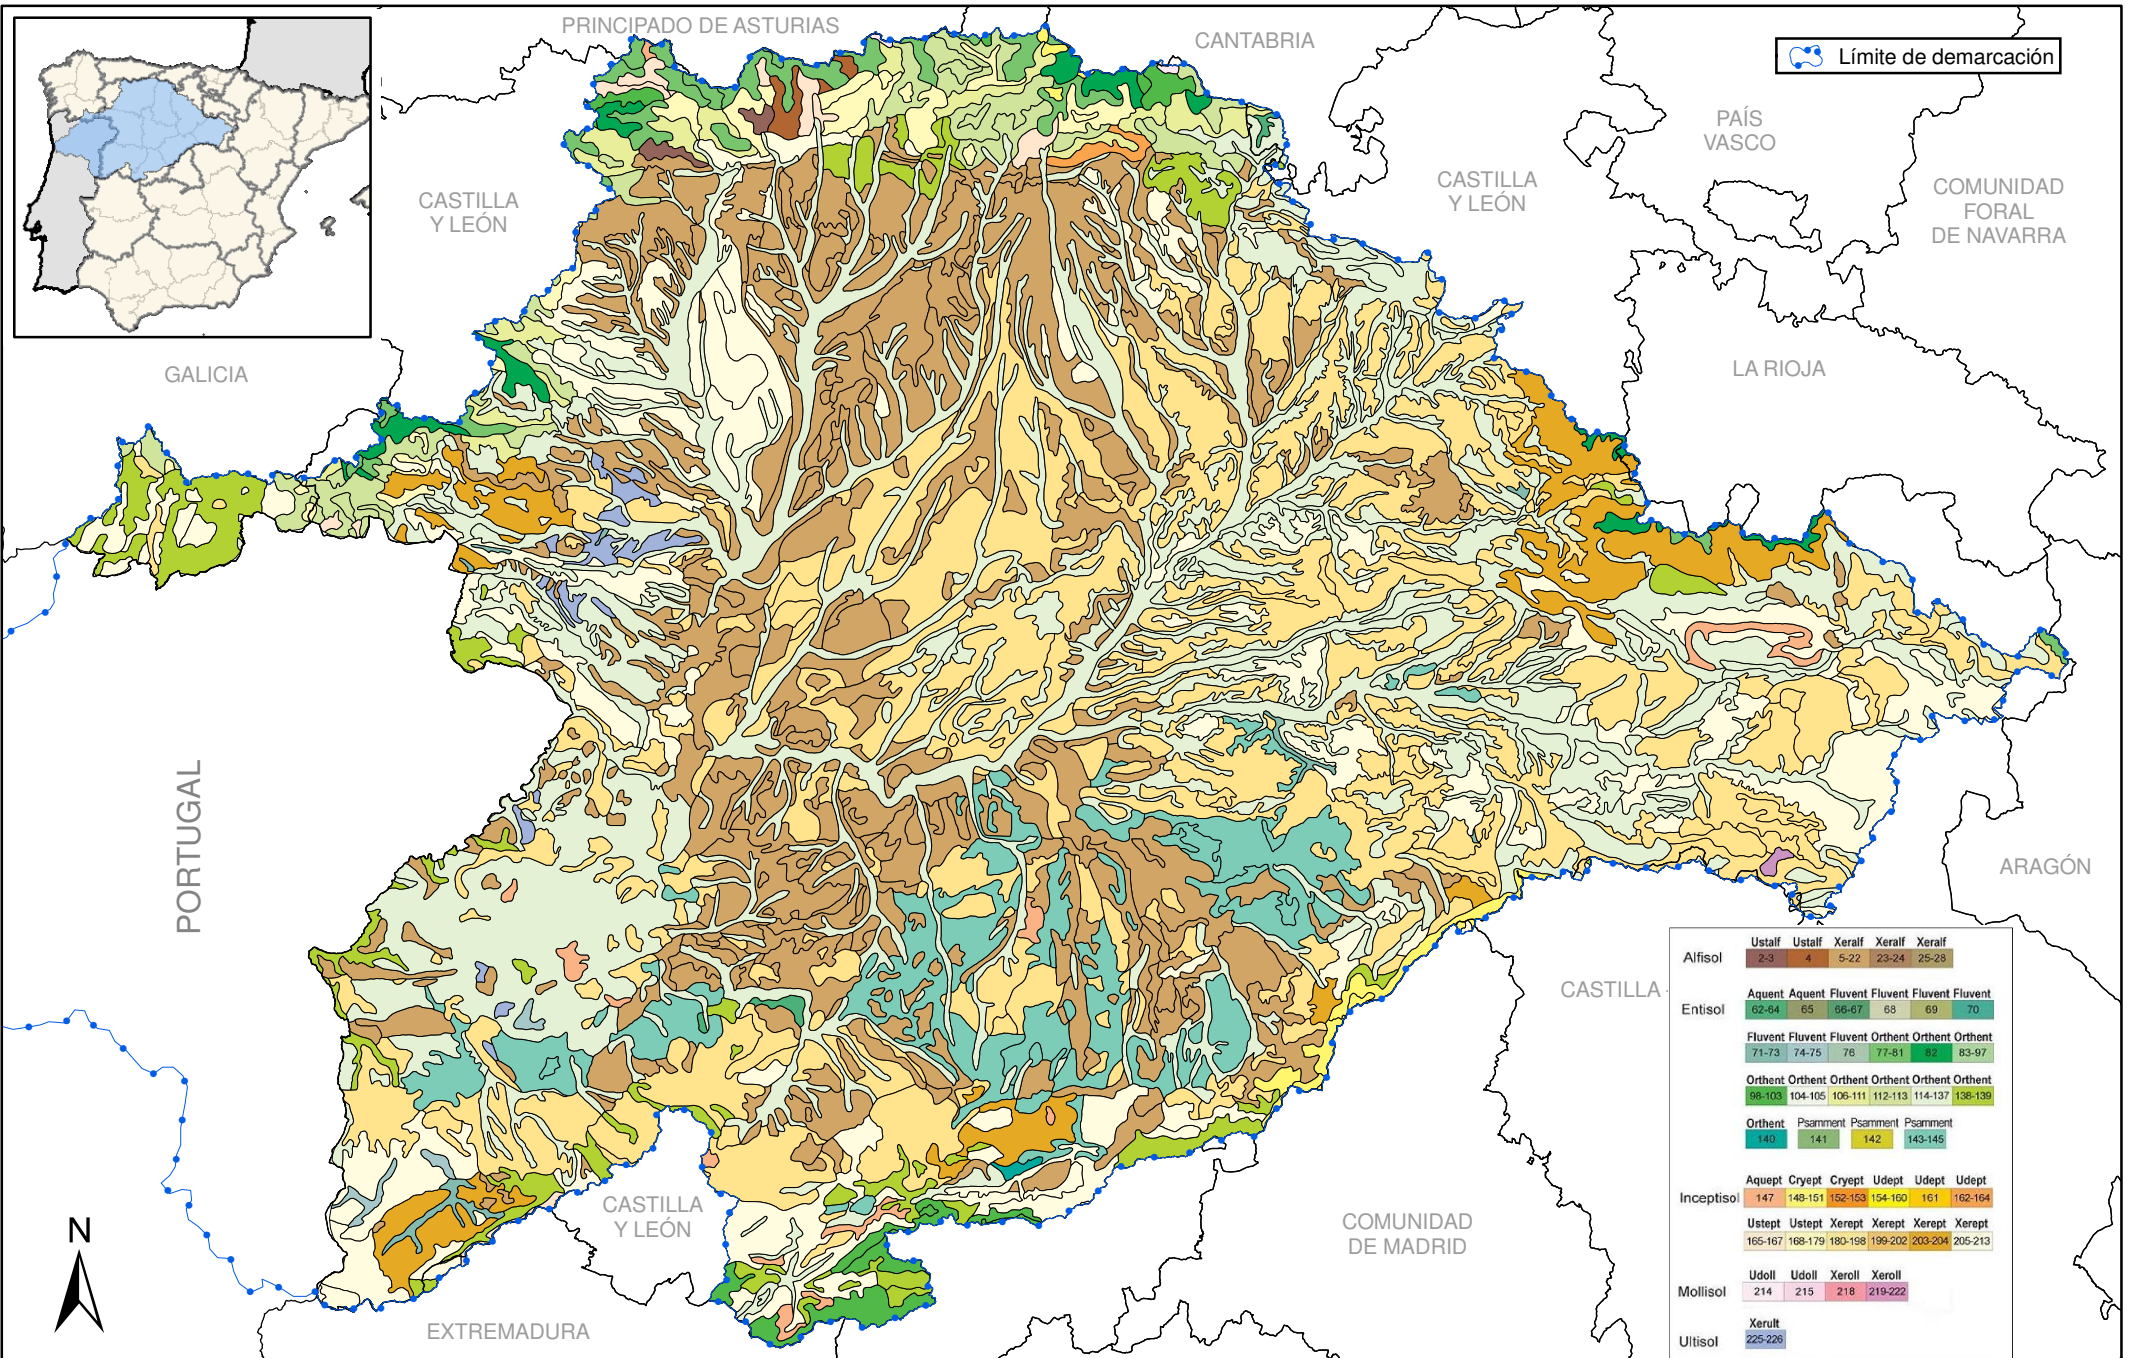 PRINCIPADO DE ASTURIAS
CANTABRIA
Límite de demarcación
PAÍS
VASCO
CASTILLA
Y LEÓN
CASTILLA
Y LEÓN
COMUNIDAD
FORAL
DE NAVARRA
GALICIA
LA RIOJA
PORTUGAL
ARAGÓN
CASTILLA -
CASTILLA
Y LEÓN
COMUNIDAD
DE MADRID
EXTREMADURA
N
Alfisol
Ustalf Ustalf Xeralf Xeralf Xeralf
2-3 4 5-22 23-24 25-28
Entisol
Aquent Aquent Fluvent Fluvent Fluvent Fluvent
62-64 65 66-67 68 69 70
Fluvent Fluvent Fluvent Orthent Orthent Orthent
71-73 74-75 76 77-81 82 83-97
Orthent Orthent Orthent Orthent Orthent Orthent
98-103 104-105 106-111 112-113 114-137 138-139
Orthent Psamment Psamment Psamment
140 141 142 143-145
Inceptisol
Aquept Cryept Cryept Udept Udept Udept
147 148-151 152-153 154-160 161 162-164
Ustept Ustept Xerept Xerept Xerept Xerept
165-167 168-179 180-198 199-202 203-204 205-213
Mollisol
Udoll Udoll Xeroll Xeroll
214 215 218 219-222
Ultisol
Xerult
225-226